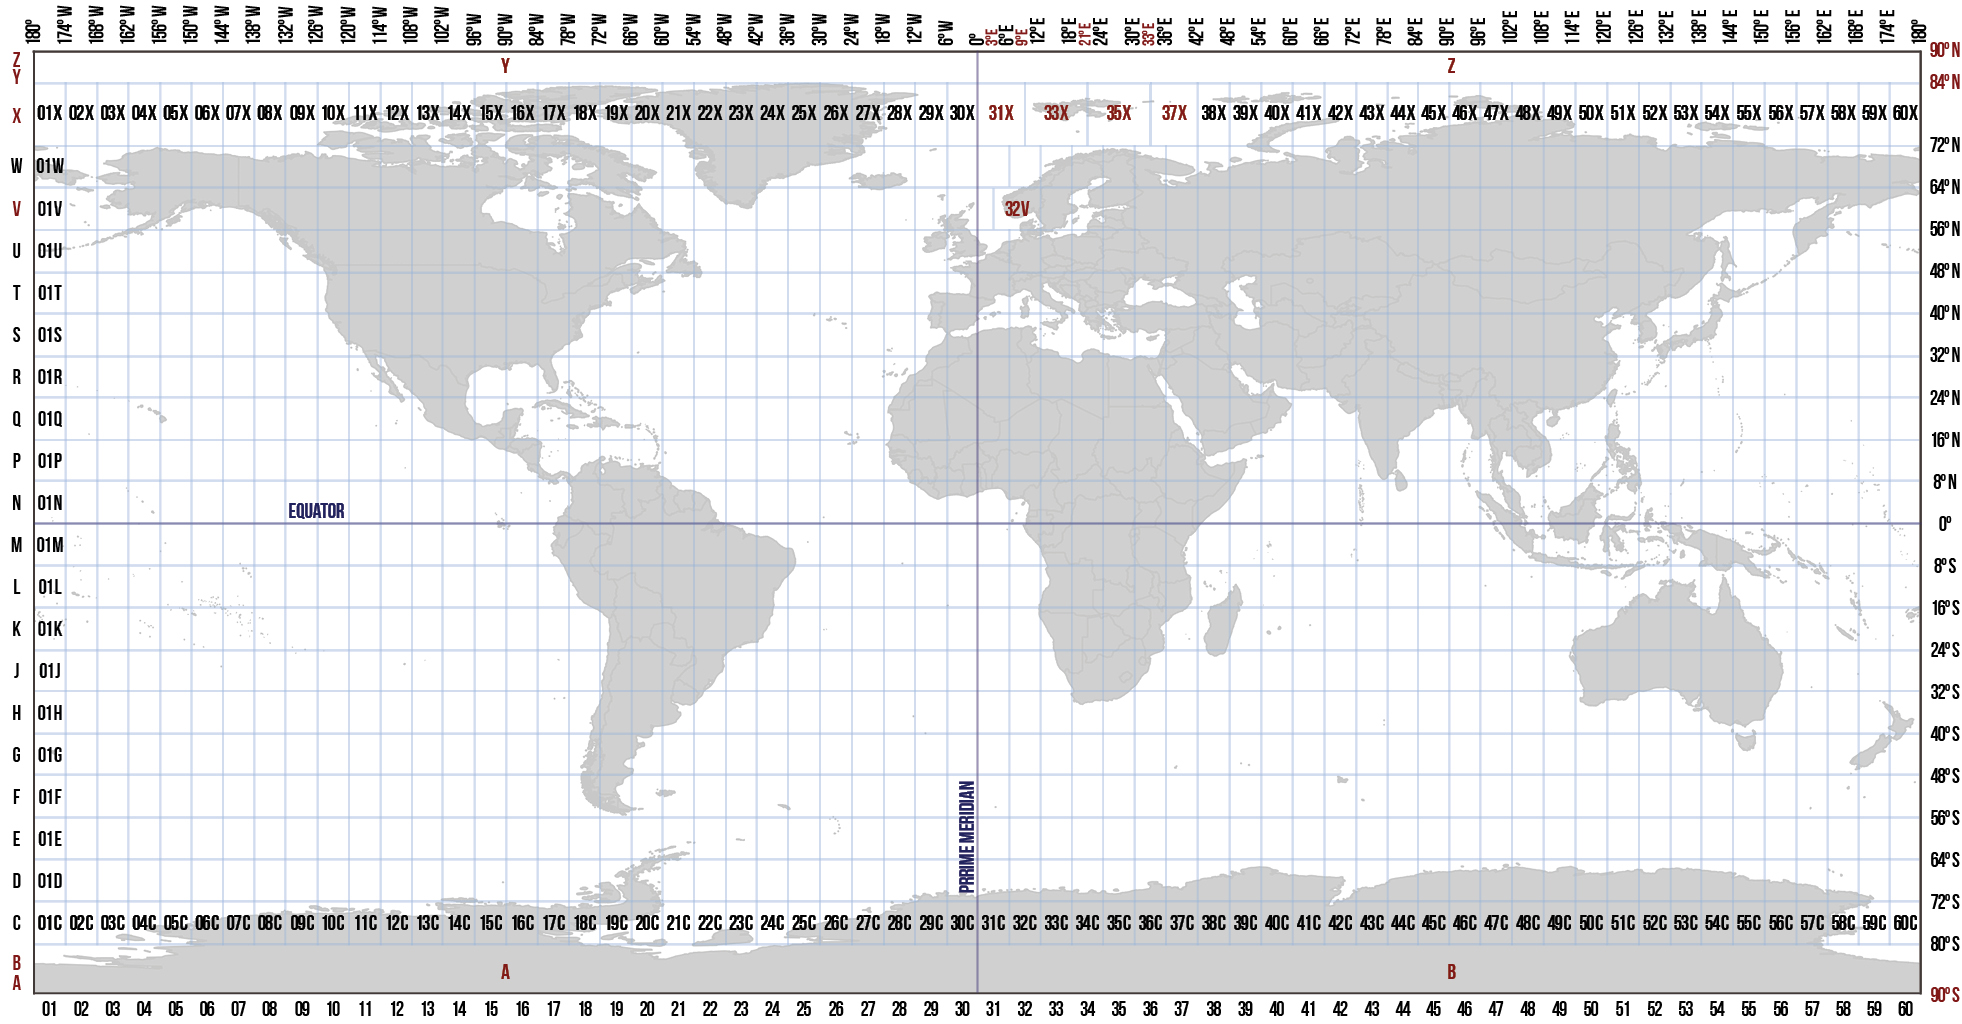 180° 174°W 168°W 162°W 156°W 150°W 144°W 138°W 132°W 126°W 120°W 114°W 108°W 102°W 96°W 90°W 84°W 78°W 72°W 66°W 60°W 54°W 48°W 42°W 36°W 30°W 24°W 18°W 12°W 6°W 0° 3°E 6°E 9°E 12°E 18°E 21°E 24°E 30°E 33°E 36°E 42°E 48°E 54°E 60°E 66°E 72°E 78°E 84°E 90°E 96°E 102°E 108°E 114°E 120°E 126°E 132°E 138°E 144°E 150°E 156°E 162°E 168°E 174°E 180°
90°N
Z Y Z
Y 84°N
X 01X 02X 03X 04X 05X 06X 07X 08X 09X 10X 11X 12X 13X 14X 15X 16X 17X 18X 19X 20X 21X 22X 23X 24X 25X 26X 27X 28X 29X 30X 31X 33X 35X 37X 38X 39X 40X 41X 42X 43X 44X 45X 46X 47X 48X 49X 50X 51X 52X 53X 54X 55X 56X 57X 58X 59X 60X
72°N
W 01W
64°N
V 01V 32V
56°N
U 01U
48°N
T 01T
40°N
S 01S
32°N
R 01R
24°N
Q 01Q
16°N
P 01P
8°N
N 01N
EQUATOR
0°
M 01M
8°S
L 01L
16°S
K 01K
24°S
J 01J
32°S
H 01H
40°S
G 01G
48°S
F 01F
56°S
E 01E
PRRIME MERIDIAN
64°S
D 01D
72°S
C 01C 02C 03C 04C 05C 06C 07C 08C 09C 10C 11C 12C 13C 14C 15C 16C 17C 18C 19C 20C 21C 22C 23C 24C 25C 26C 27C 28C 29C 30C 31C 32C 33C 34C 35C 36C 37C 38C 39C 40C 41C 42C 43C 44C 45C 46C 47C 48C 49C 50C 51C 52C 53C 54C 55C 56C 57C 58C 59C 60C
80°S
B A B
A
90°S
01 02 03 04 05 06 07 08 09 10 11 12 13 14 15 16 17 18 19 20 21 22 23 24 25 26 27 28 29 30 31 32 33 34 35 36 37 38 39 40 41 42 43 44 45 46 47 48 49 50 51 52 53 54 55 56 57 58 59 60